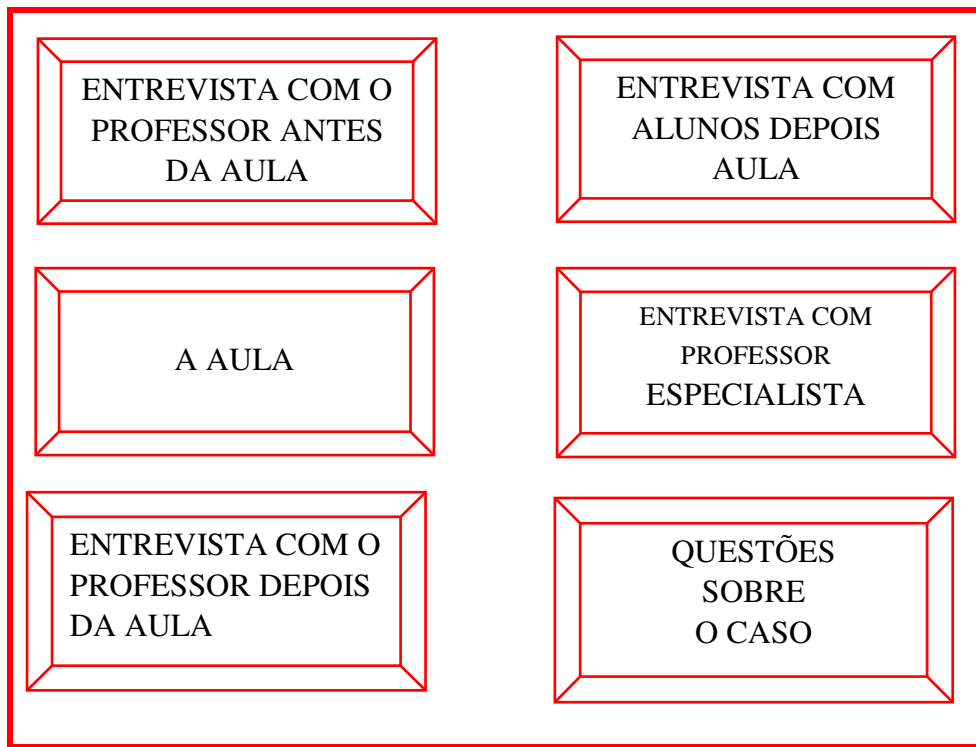 ENTREVISTA COM O
PROFESSOR ANTES
DA AULA
A AULA
ENTREVISTA COM O
PROFESSOR DEPOIS
DA AULA
ENTREVISTA COM
ALUNOS DEPOIS
AULA
ENTREVISTA COM
PROFESSOR
ESPECIALISTA
QUESTÕES
SOBRE
O CASO